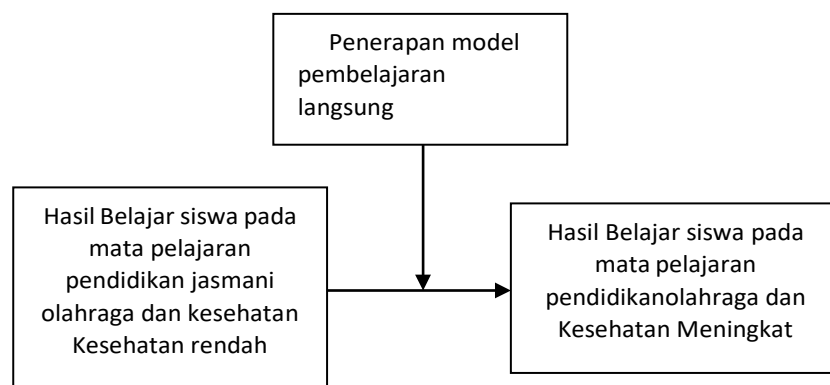 Penerapan model
pembelajaran
langsung
Hasil Belajar siswa pada
mata pelajaran
pendidikan jasmani
olahraga dan kesehatan
Kesehatan rendah
Hasil Belajar siswa pada
mata pelajaran
pendidikanolahraga dan
Kesehatan Meningkat